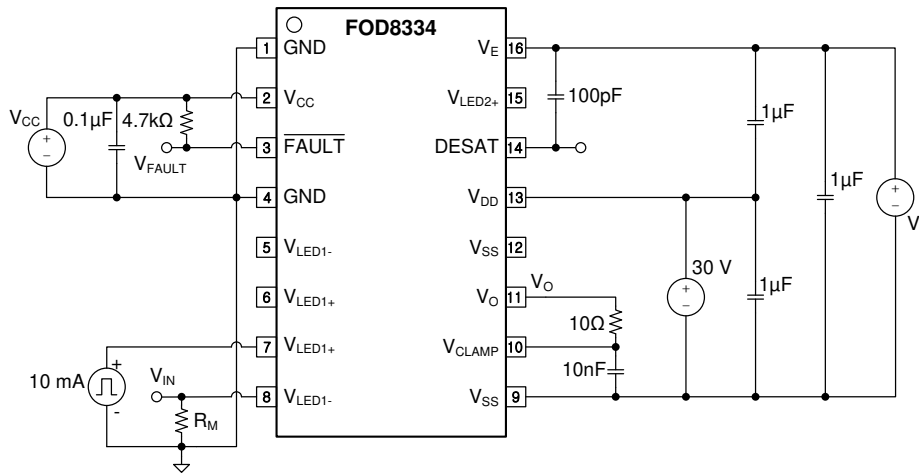 FOD8334
1 GND
2 VCC
3 FAULT
4 GND
5 VLED1-
6 VLED1+
7 VLED1+
8 VLED1-
VE 16
VLED2+ 15
DESAT 14
VDD 13
VSS 12
VO 11
VCLAMP 10
VSS 9
VCC
+
−
0.1µF
4.7kΩ
VFAULT
10 mA
+
-
VIN
RM
100pF
1µF
1µF
1µF
+
−
V
30 V
+
−
VO
10Ω
10nF